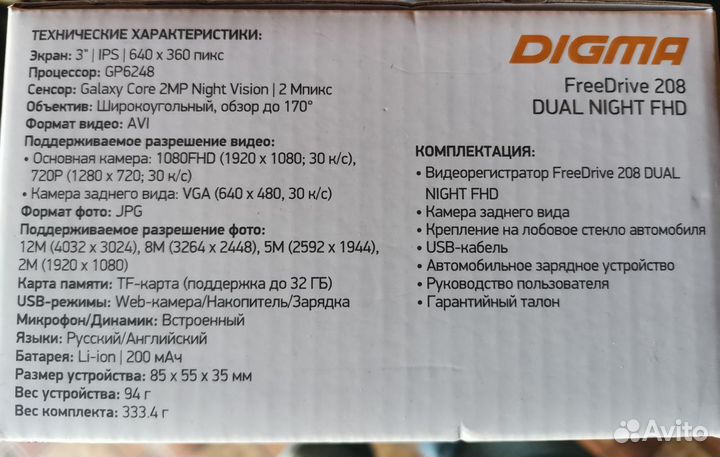 ТЕХНИЧЕСКИЕ ХАРАКТЕРИСТИКИ:
Экран: 3" | IPS | 640 x 360 пикс
Процессор: GP6248
Сенсор: Galaxy Core 2MP Night Vision | 2 Мпикс
Объектив: Широкоугольный, обзор до 170°
Формат видео: AVI
Поддерживаемое разрешение видео:
• Основная камера: 1080FHD (1920 x 1080; 30 к/с),
720P (1280 x 720; 30 к/с)
• Камера заднего вида: VGA (640 x 480, 30 к/с)
Формат фото: JPG
Поддерживаемое разрешение фото:
12M (4032 x 3024), 8M (3264 x 2448), 5M (2592 x 1944),
2M (1920 x 1080)
Карта памяти: TF-карта (поддержка до 32 ГБ)
USB-режимы: Web-камера/Накопитель/Зарядка
Микрофон/Динамик: Встроенный
Языки: Русский/Английский
Батарея: Li-ion | 200 мАч
Размер устройства: 85 x 55 x 35 мм
Вес устройства: 94 г
Вес комплекта: 333.4 г
DIGMA
FreeDrive 208
DUAL NIGHT FHD
КОМПЛЕКТАЦИЯ:
• Видеорегистратор FreeDrive 208 DUAL
NIGHT FHD
• Камера заднего вида
• Крепление на лобовое стекло автомобиля
• USB-кабель
• Автомобильное зарядное устройство
• Руководство пользователя
• Гарантийный талон
Avito